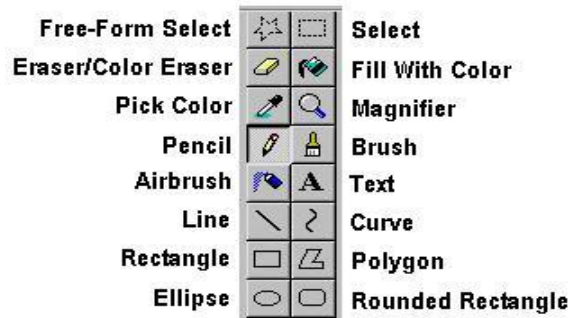 Free-Form Select Select
Eraser/Color Eraser Fill With Color
Pick Color Magnifier
Pencil Brush
Airbrush A Text
Line Curve
Rectangle Polygon
Ellipse Rounded Rectangle